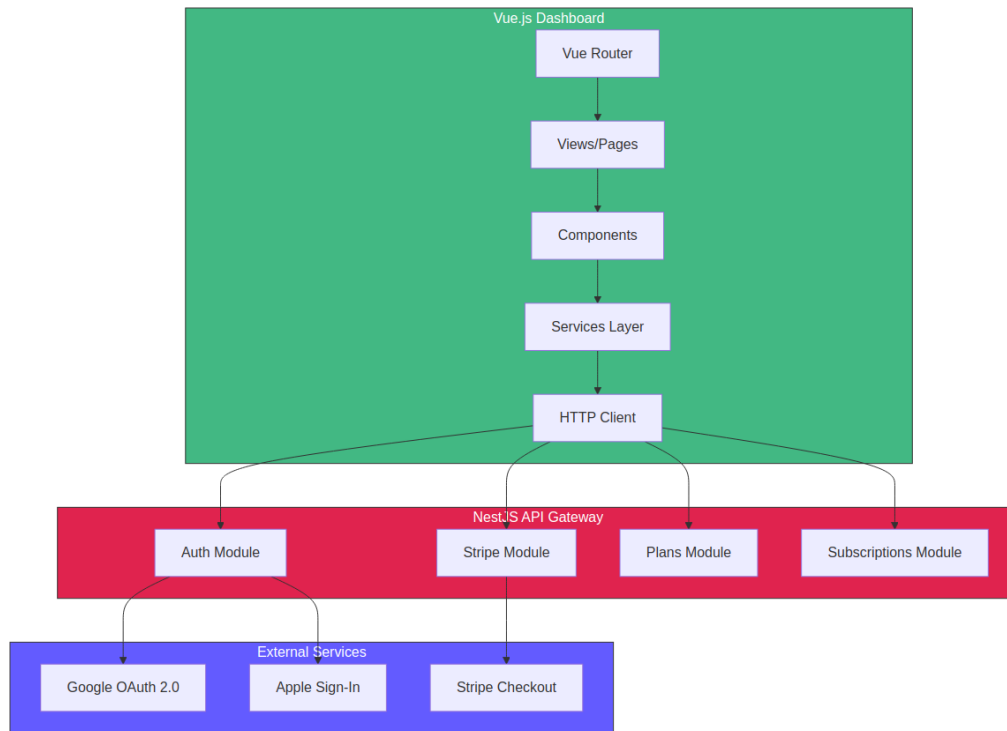 Vue.js Dashboard
Vue Router
Views/Pages
Components
Services Layer
HTTP Client
NestJS API Gateway
Auth Module
Stripe Module
Plans Module
Subscriptions Module
External Services
Google OAuth 2.0
Apple Sign-In
Stripe Checkout